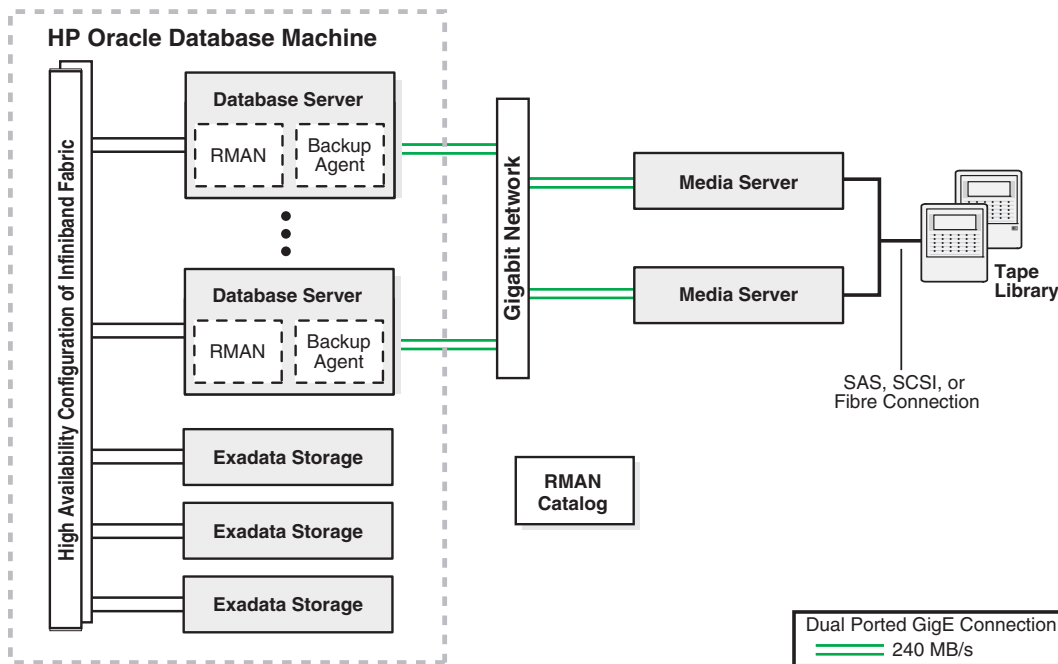 HP Oracle Database Machine
High Availability Configuration of Infiniband Fabric
Database Server
RMAN
Backup
Agent
Database Server
RMAN
Backup
Agent
Exadata Storage
Exadata Storage
Exadata Storage
Gigabit Network
Media Server
Media Server
Tape
Library
SAS, SCSI, or
Fibre Connection
RMAN
Catalog
Dual Ported GigE Connection
240 MB/s